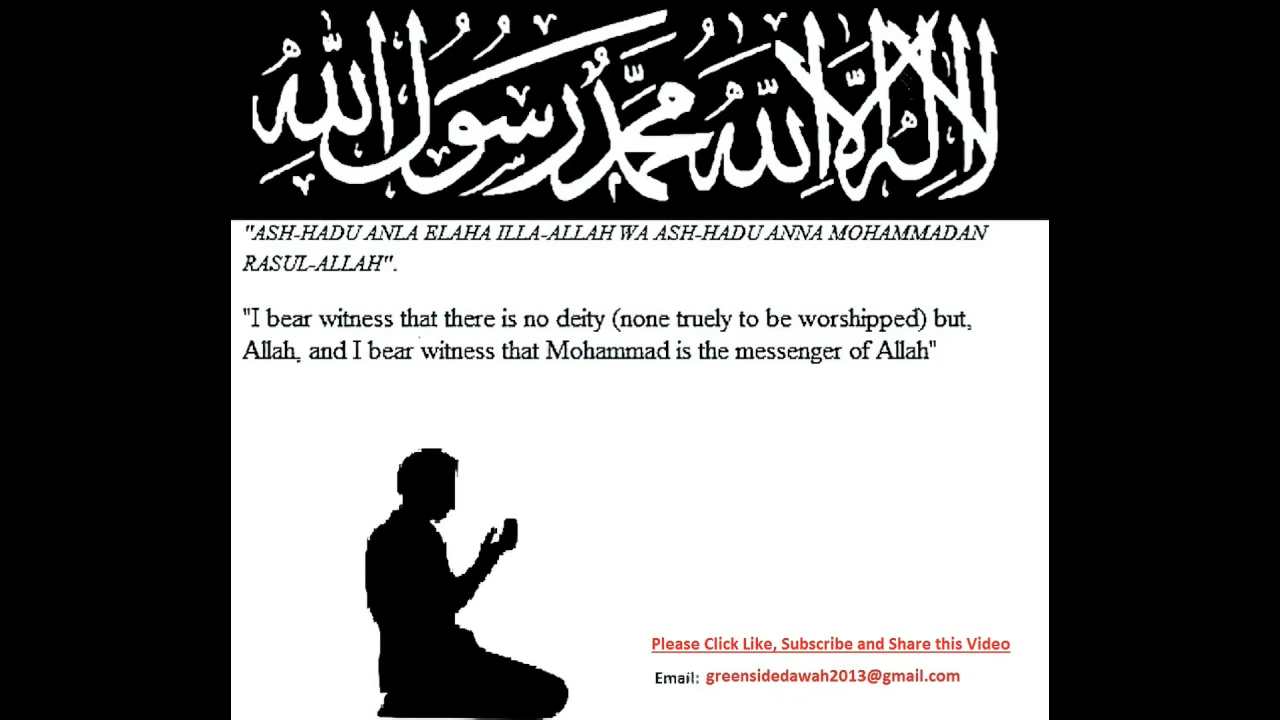 لا إله إلا الله محمد رسول الله
"ASH-HADU ANLA ELAHA ILLA-ALLAH WA ASH-HADU ANNA MOHAMMADAN
RASUL-ALLAH".
"I bear witness that there is no deity (none truely to be worshipped) but,
Allah, and I bear witness that Mohammad is the messenger of Allah"
Please Click Like, Subscribe and Share this Video
Email: greensidedawah2013@gmail.com